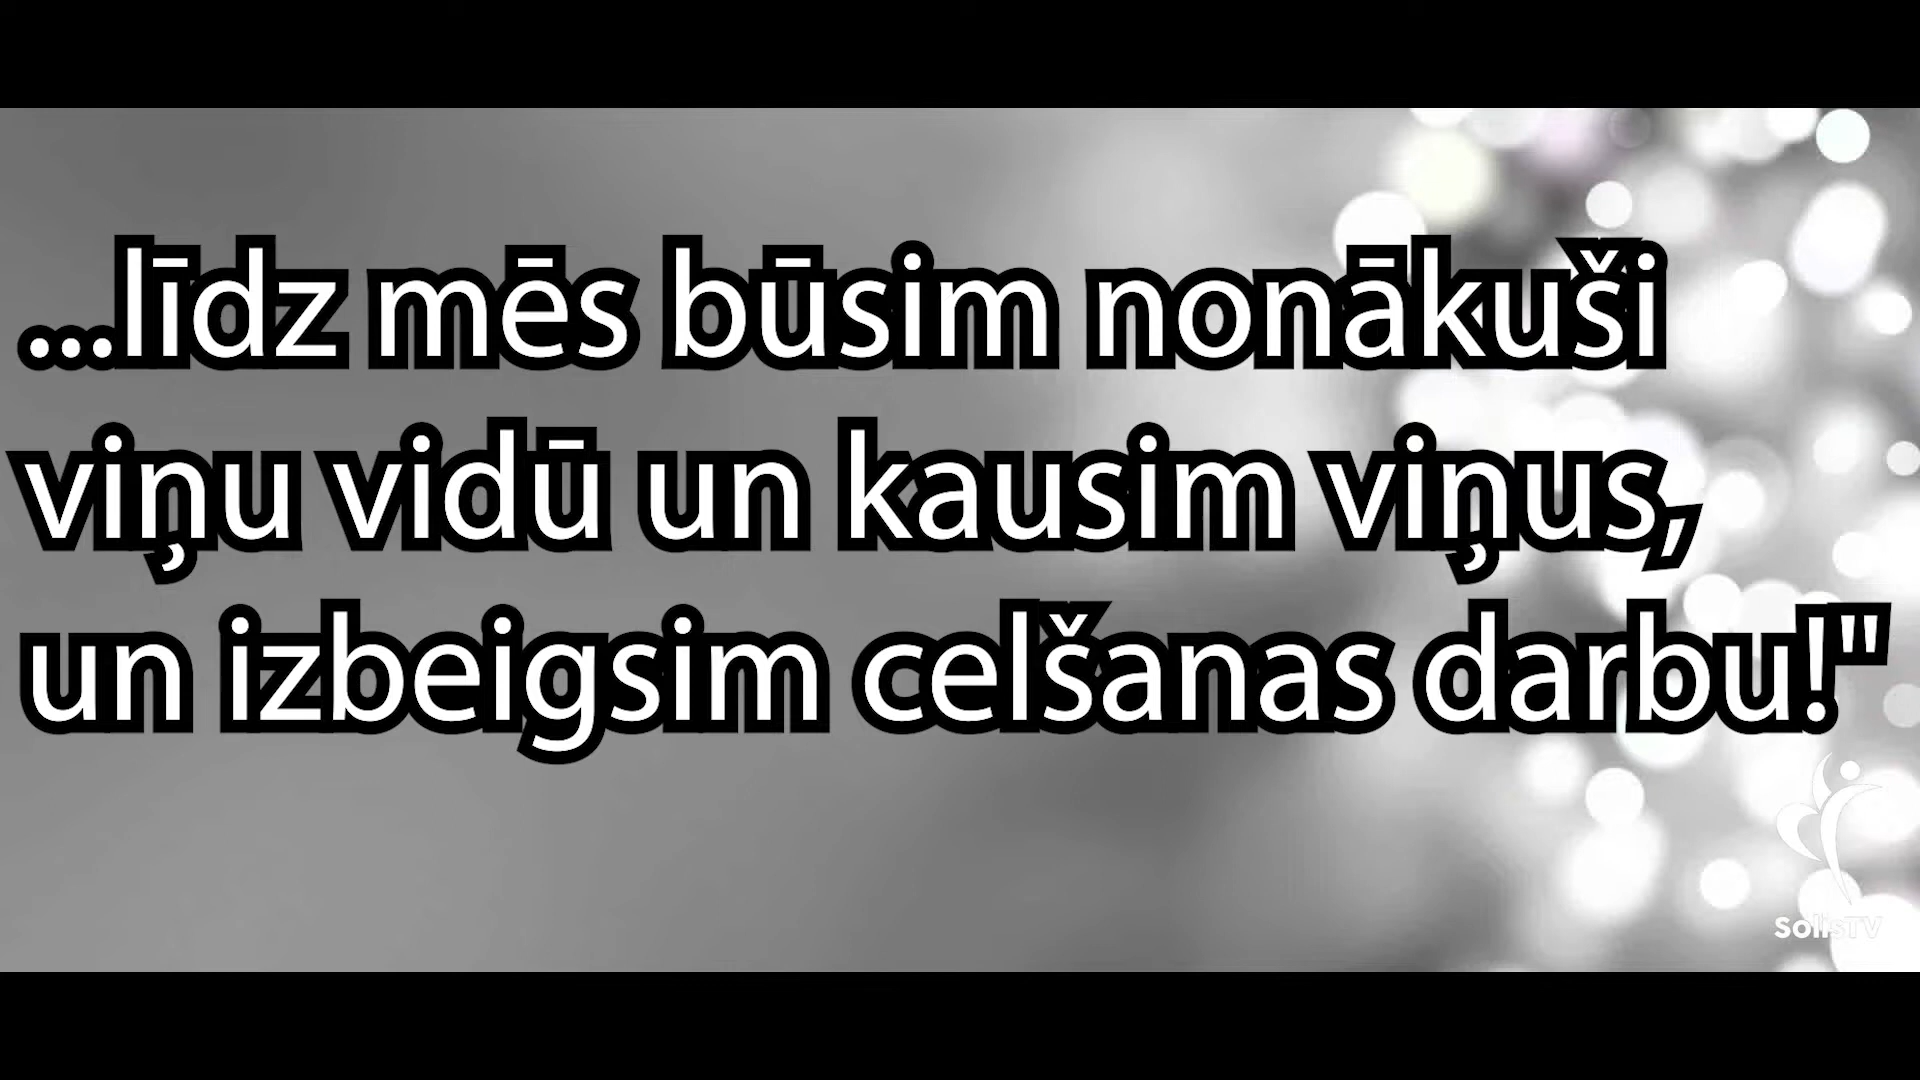 ...līdz mēs būsim nonākuši
viņu vidū un kausim viņus,
un izbeigsim celšanas darbu!"
SolisTV